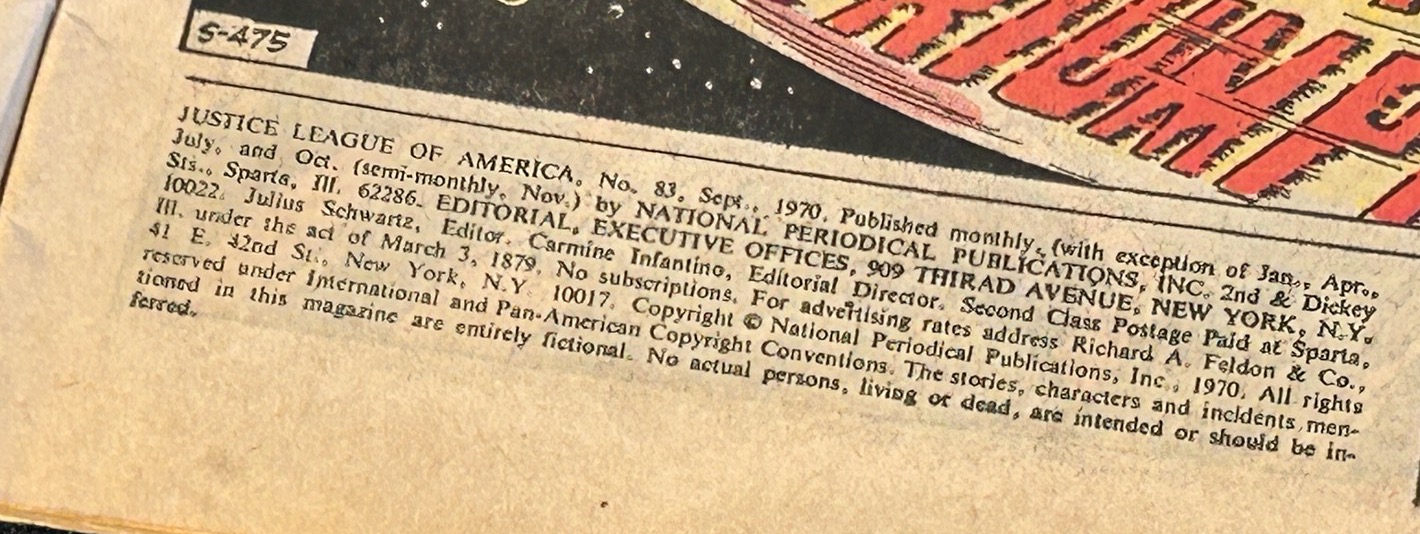 S-475
JUSTICE LEAGUE OF AMERICA, No. 83, Sept., 1970. Published monthly, (with exception of Jan., Apr.,
July, and Oct. (semi-monthly, Nov.) by NATIONAL PERIODICAL PUBLICATIONS, INC. 2nd & Dickey
Sts., Sparta, Ill. 62286. EDITORIAL, EXECUTIVE OFFICES, 909 THIRAD AVENUE, NEW YORK, N.Y.
10022. Julius Schwartz, Editor. Carmine Infantino, Editorial Director. Second Class Postage Paid at Sparta,
Ill. under the act of March 3, 1879. No subscriptions. For advertising rates address Richard A. Feldon & Co.,
41 E. 42nd St., New York, N.Y. 10017. Copyright © National Periodical Publications, Inc., 1970. All rights
reserved under International and Pan-American Copyright Conventions. The stories, characters and incidents men-
tioned in this magazine are entirely fictional. No actual persons, living or dead, are intended or should be in-
ferred.